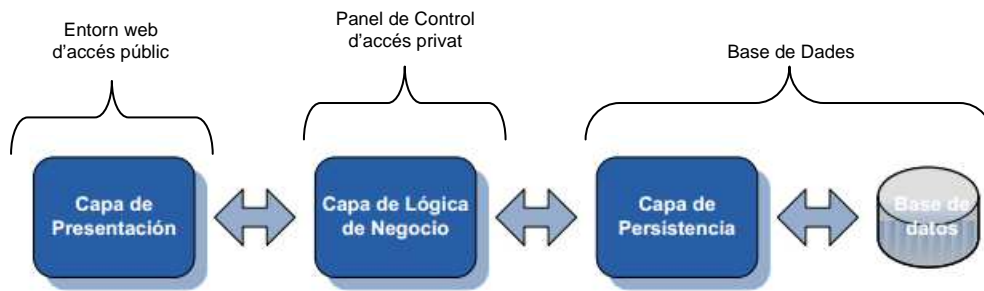 Entorn web
d'accés públic
Panel de Control
d'accés privat
Base de Dades
Capa de
Presentación
Capa de Lógica
de Negocio
Capa de
Persistencia
Base de
datos